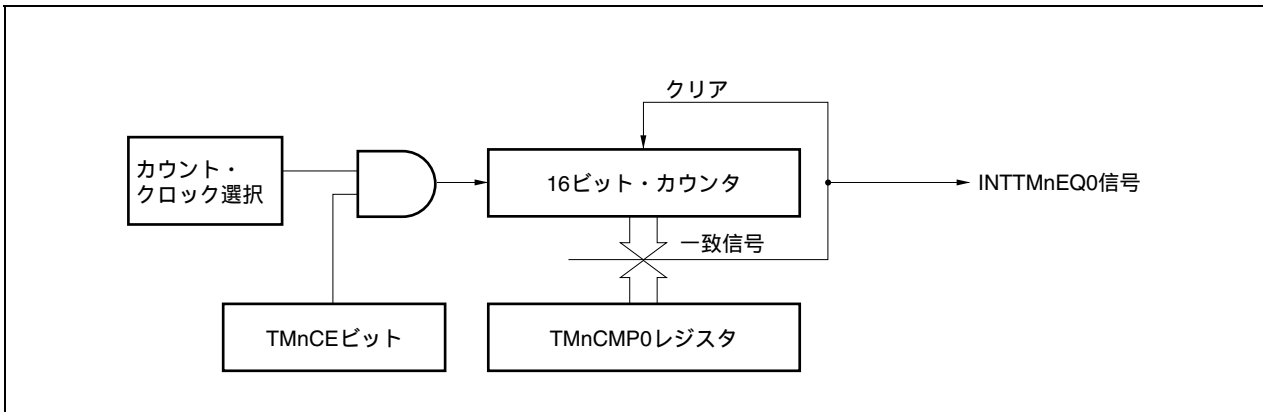 クリア
カウント・
クロック選択
16ビット・カウンタ
INTTMnEQ0信号
一致信号
TMnCEビット
TMnCMP0レジスタ